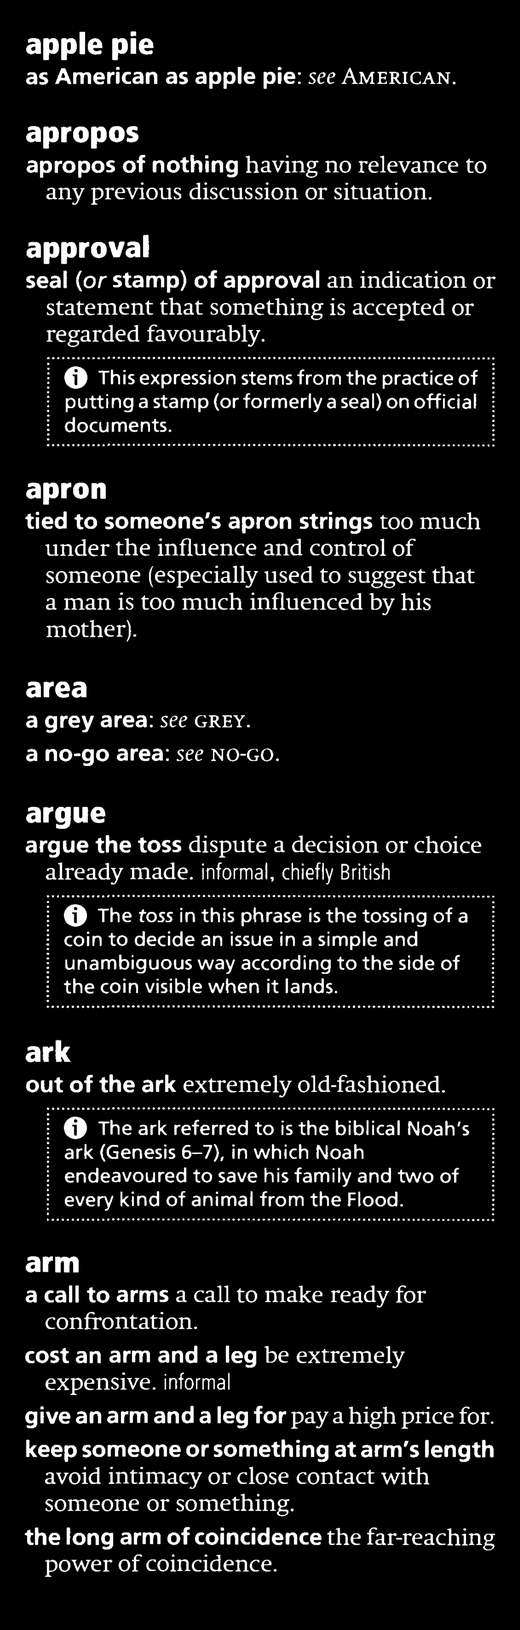 apple pie
as American as apple pie: see AMERICAN.
apropos
apropos of nothing having no relevance to
any previous discussion or situation.
approval
seal (or stamp) of approval an indication or
statement that something is accepted or
regarded favourably.
i This expression stems from the practice of
putting a stamp (or formerly a seal) on official
documents.
apron
tied to someone's apron strings too much
under the influence and control of
someone (especially used to suggest that
a man is too much influenced by his
mother).
area
a grey area: see GREY.
a no-go area: see NO-GO.
argue
argue the toss dispute a decision or choice
already made. informal, chiefly British
i The toss in this phrase is the tossing of a
coin to decide an issue in a simple and
unambiguous way according to the side of
the coin visible when it lands.
ark
out of the ark extremely old-fashioned.
i The ark referred to is the biblical Noah's
ark (Genesis 6–7), in which Noah
endeavoured to save his family and two of
every kind of animal from the Flood.
arm
a call to arms a call to make ready for
confrontation.
cost an arm and a leg be extremely
expensive. informal
give an arm and a leg for pay a high price for.
keep someone or something at arm's length
avoid intimacy or close contact with
someone or something.
the long arm of coincidence the far-reaching
power of coincidence.